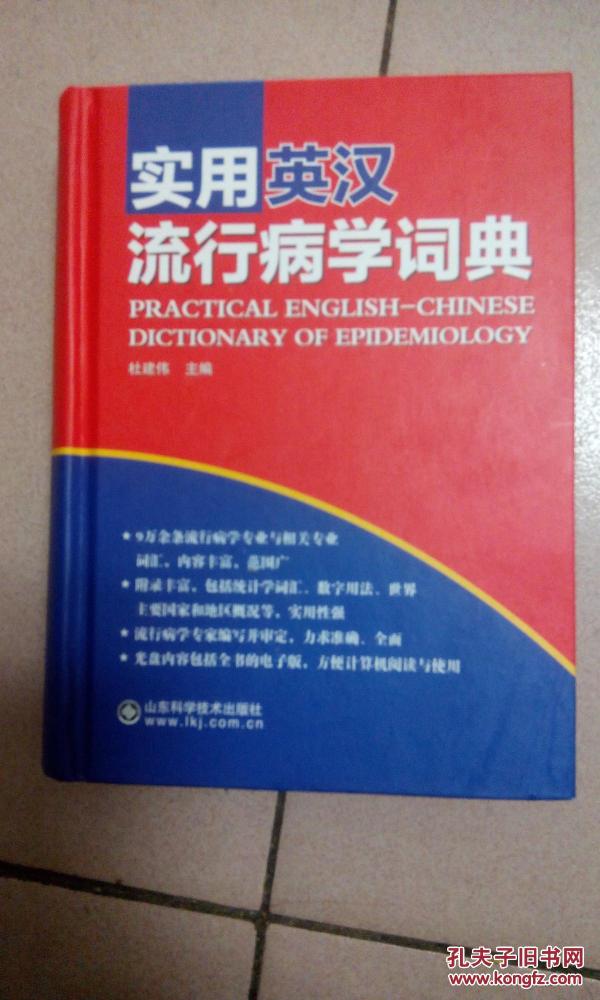 实用英汉
流行病学词典
PRACTICAL ENGLISH-CHINESE
DICTIONARY OF EPIDEMIOLOGY
杜建伟 主编
★9万余条流行病学专业与相关专业
词汇，内容丰富，范围广
★附录丰富，包括统计学词汇、数字用法、世界
主要国家和地区概况等，实用性强
★流行病学专家编写并审定，力求准确、全面
★光盘内容包括全书的电子版，方便计算机阅读与使用
山东科学技术出版社
www.lkj.com.cn
孔夫子旧书网
www.kongfz.com